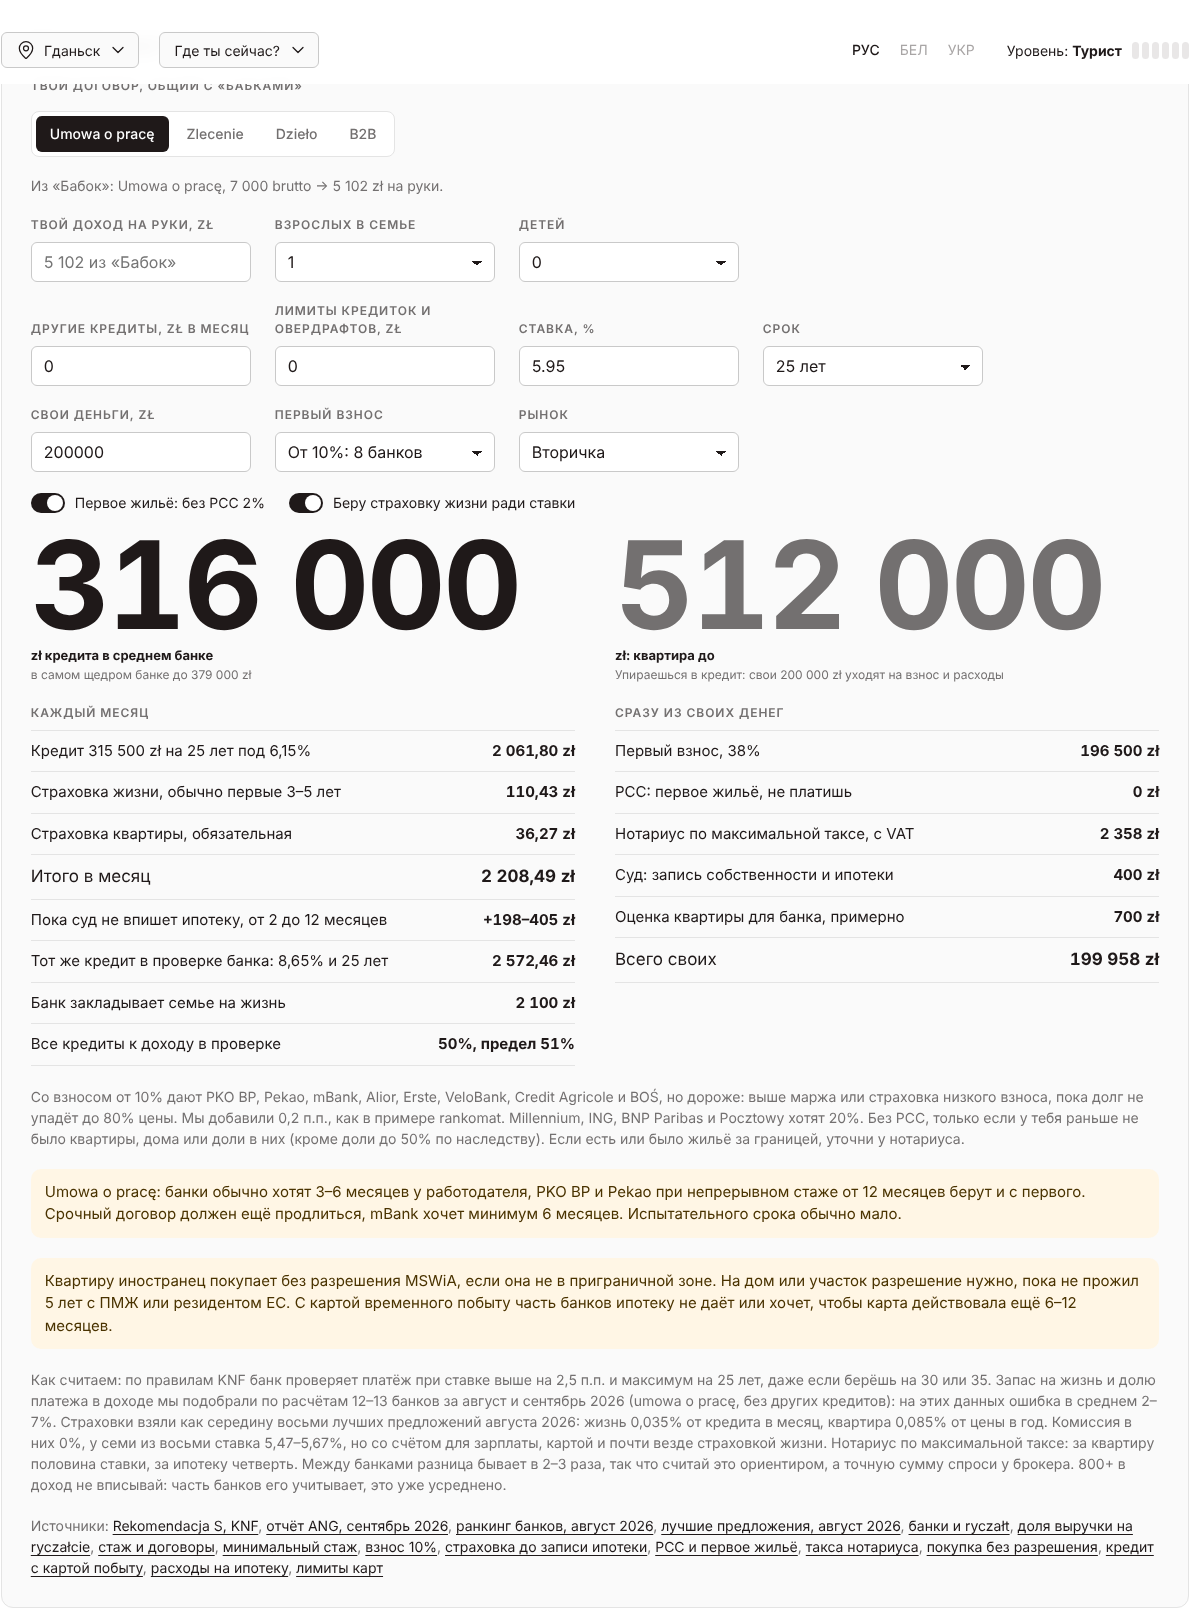 Гданьск
Где ты сейчас?
РУС БЕЛ УКР
Уровень: Турист
ТВОЙ ДОГОВОР, ОБЩИЙ С «БАБКАМИ»
Umowa o pracę Zlecenie Dzieło B2B
Из «Бабок»: Umowa o pracę, 7 000 brutto → 5 102 zł на руки.
ТВОЙ ДОХОД НА РУКИ, ZŁ ВЗРОСЛЫХ В СЕМЬЕ ДЕТЕЙ
5 102 из «Бабок» 1 0
ДРУГИЕ КРЕДИТЫ, ZŁ В МЕСЯЦ
ЛИМИТЫ КРЕДИТОК И
ОВЕРДРАФТОВ, ZŁ
СТАВКА, % СРОК
0 0 5.95 25 лет
СВОИ ДЕНЬГИ, ZŁ ПЕРВЫЙ ВЗНОС РЫНОК
200000 От 10%: 8 банков Вторичка
Первое жильё: без PCC 2% Беру страховку жизни ради ставки
316 000
zł кредита в среднем банке
в самом щедром банке до 379 000 zł
512 000
zł: квартира до
Упираешься в кредит: свои 200 000 zł уходят на взнос и расходы
КАЖДЫЙ МЕСЯЦ
Кредит 315 500 zł на 25 лет под 6,15% 2 061,80 zł
Страховка жизни, обычно первые 3–5 лет 110,43 zł
Страховка квартиры, обязательная 36,27 zł
Итого в месяц 2 208,49 zł
Пока суд не впишет ипотеку, от 2 до 12 месяцев +198–405 zł
Тот же кредит в проверке банка: 8,65% и 25 лет 2 572,46 zł
Банк закладывает семье на жизнь 2 100 zł
Все кредиты к доходу в проверке 50%, предел 51%
СРАЗУ ИЗ СВОИХ ДЕНЕГ
Первый взнос, 38% 196 500 zł
PCC: первое жильё, не платишь 0 zł
Нотариус по максимальной таксе, с VAT 2 358 zł
Суд: запись собственности и ипотеки 400 zł
Оценка квартиры для банка, примерно 700 zł
Всего своих 199 958 zł
Со взносом от 10% дают PKO BP, Pekao, mBank, Alior, Erste, VeloBank, Credit Agricole и BOŚ, но дороже: выше маржа или страховка низкого взноса, пока долг не
упадёт до 80% цены. Мы добавили 0,2 п.п., как в примере rankomat. Millennium, ING, BNP Paribas и Pocztowy хотят 20%. Без PCC, только если у тебя раньше не
было квартиры, дома или доли в них (кроме доли до 50% по наследству). Если есть или было жильё за границей, уточни у нотариуса.
Umowa o pracę: банки обычно хотят 3–6 месяцев у работодателя, PKO BP и Pekao при непрерывном стаже от 12 месяцев берут и с первого.
Срочный договор должен ещё продлиться, mBank хочет минимум 6 месяцев. Испытательного срока обычно мало.
Квартиру иностранец покупает без разрешения MSWiA, если она не в приграничной зоне. На дом или участок разрешение нужно, пока не прожил
5 лет с ПМЖ или резидентом ЕС. С картой временного побыту часть банков ипотеку не даёт или хочет, чтобы карта действовала ещё 6–12
месяцев.
Как считаем: по правилам KNF банк проверяет платёж при ставке выше на 2,5 п.п. и максимум на 25 лет, даже если берёшь на 30 или 35. Запас на жизнь и долю
платежа в доходе мы подобрали по расчётам 12–13 банков за август и сентябрь 2026 (umowa o pracę, без других кредитов): на этих данных ошибка в среднем 2–
7%. Страховки взяли как середину восьми лучших предложений августа 2026: жизнь 0,035% от кредита в месяц, квартира 0,085% от цены в год. Комиссия в
них 0%, у семи из восьми ставка 5,47–5,67%, но со счётом для зарплаты, картой и почти везде страховкой жизни. Нотариус по максимальной таксе: за квартиру
половина ставки, за ипотеку четверть. Между банками разница бывает в 2–3 раза, так что считай это ориентиром, а точную сумму спроси у брокера. 800+ в
доход не вписывай: часть банков его учитывает, это уже усреднено.
Источники: Rekomendacja S, KNF, отчёт ANG, сентябрь 2026, ранкинг банков, август 2026, лучшие предложения, август 2026, банки и ryczałt, доля выручки на
ryczałcie, стаж и договоры, минимальный стаж, взнос 10%, страховка до записи ипотеки, PCC и первое жильё, такса нотариуса, покупка без разрешения, кредит
с картой побыту, расходы на ипотеку, лимиты карт